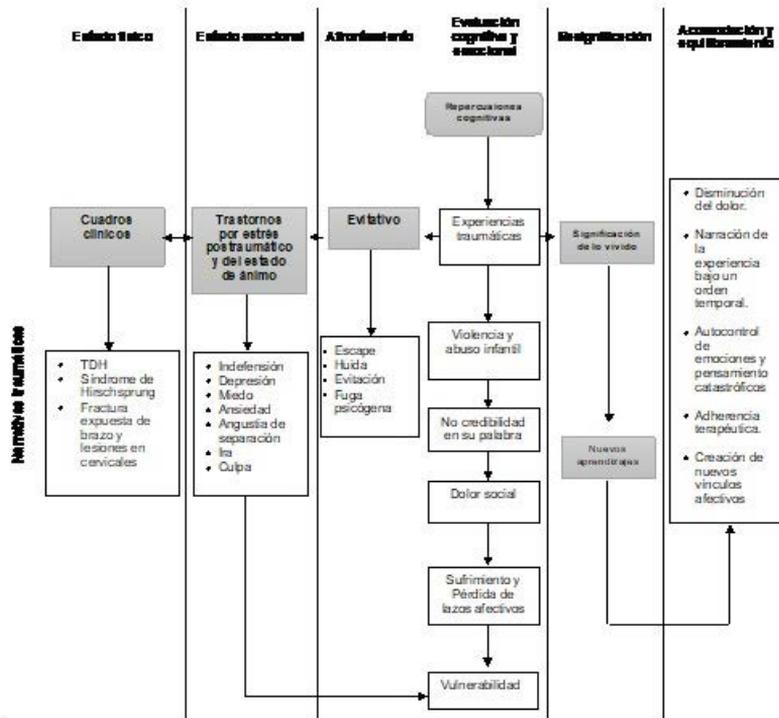 Estado físico
Estado emocional
Afrontamiento
Evaluación
cognitiva y
emocional
Resignificación
Acomodación y
equilibramiento
Narrativas traumáticas
Repercusiones
cognitivas
Cuadros
clínicos
Trastornos
por estrés
postraumático
y del estado
de ánimo
Evitativo
Experiencias
traumáticas
Significación
de lo vivido
• TDH
• Síndrome de
Hirschsprung
• Fractura
expuesta de
brazo y
lesiones en
cervicales
• Indefensión
• Depresión
• Miedo
• Ansiedad
• Angustia de
separación
• Ira
• Culpa
• Escape
• Huida
• Evitación
• Fuga
psicógena
Violencia y
abuso infantil
No credibilidad
en su palabra
Dolor social
Sufrimiento y
Pérdida de
lazos afectivos
Vulnerabilidad
Nuevos
aprendizajes
• Disminución
del dolor.
• Narración de
la
experiencia
bajo un
orden
temporal.
• Autocontrol
de
emociones y
pensamiento
catastróficos
• Adherencia
terapéutica.
• Creación de
nuevos
vínculos
afectivos